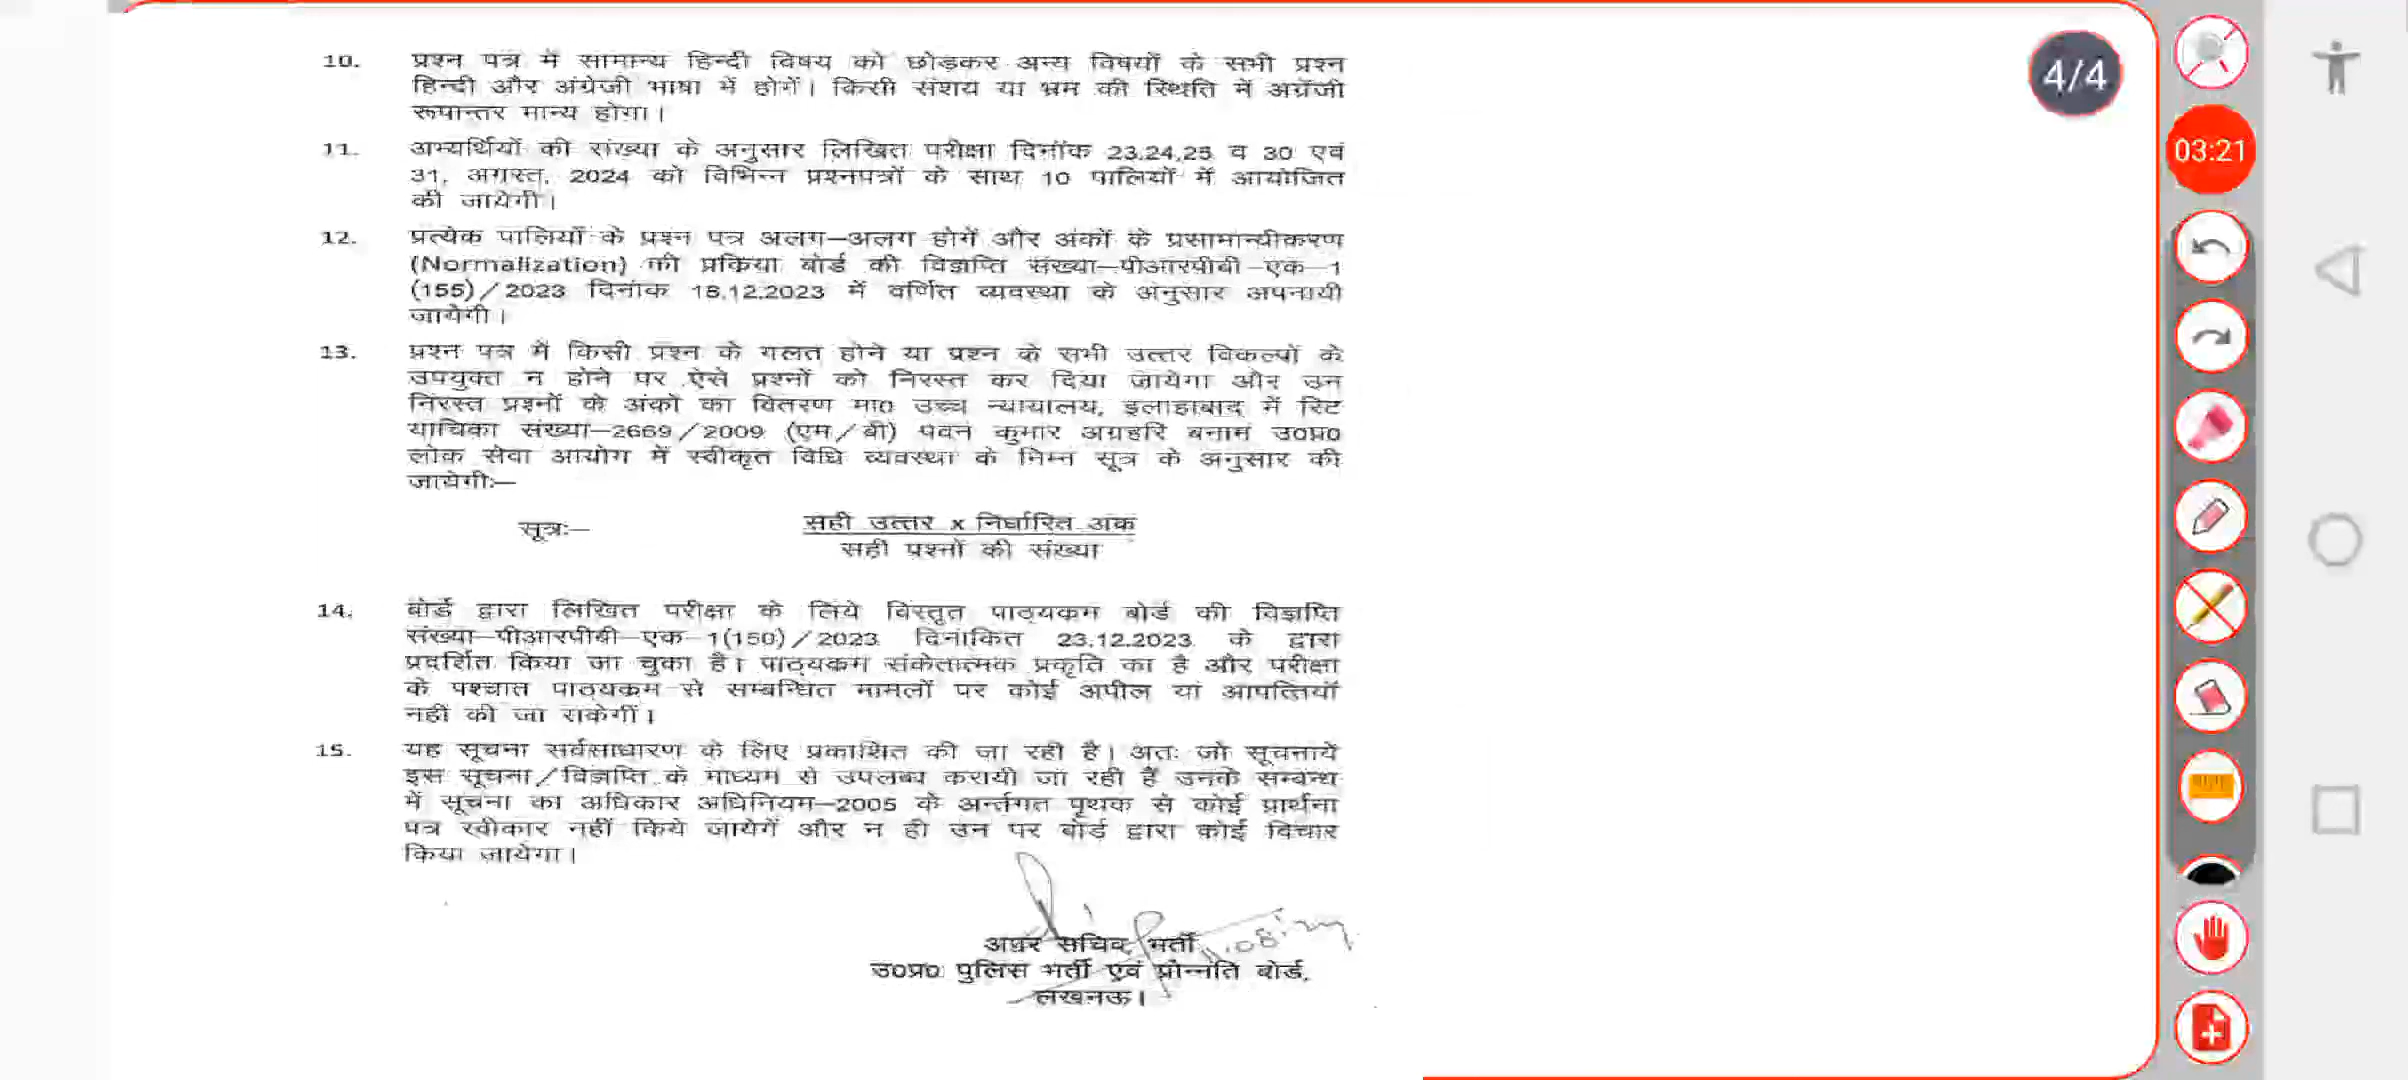 10. प्रश्न पत्र में सामान्य हिन्दी विषय को छोड़कर अन्य विषयों के सभी प्रश्न
हिन्दी और अंग्रेजी भाषा में होगें। किसी संशय या भ्रम की स्थिति में अंग्रेजी
रूपान्तर मान्य होगा।
11. अभ्यर्थियों की संख्या के अनुसार लिखित परीक्षा दिनॉक 23,24,25 व 30 एवं
31, अगस्त, 2024 को विभिन्न प्रश्नपत्रों के साथ 10 पालियों में आयोजित
की जायेगी।
12. प्रत्येक पालियों के प्रश्न पत्र अलग–अलग होगें और अंकों के प्रसामान्यीकरण
(Normalization) की प्रकिया बोर्ड की विज्ञप्ति संख्या–पीआरपीबी–एक–1
(155)/2023 दिनांक में वर्णित व्यवस्था के अनुसार अपनायी
जायेगी।
13. प्रश्न पत्र में किसी प्रश्न के गलत होने या प्रश्न के सभी उत्तर विकल्पों के
उपयुक्त न होने पर ऐसे प्रश्नों को निरस्त कर दिया जायेगा और उन
निरस्त प्रश्नों के अंको का वितरण मा0 उच्च न्यायालय, इलाहाबाद में रिट
याचिका संख्या–2669/2009 (एम/बी) पवन कुमार अग्रहरि बनाम उ0प्र0
लोक सेवा आयोग में स्वीकृत विधि व्यवस्था के निम्न सूत्र के अनुसार की
जायेगीः–
सूत्रः– सही उत्तर x निर्धारित अंक
सही प्रश्नों की संख्या
14. बोर्ड द्वारा लिखित परीक्षा के लिये विस्तृत पाठ्यक्रम बोर्ड की विज्ञप्ति
संख्या–पीआरपीबी–एक–1(150)/2023 दिनांकित 23.12.2023 के द्वारा
प्रदर्शित किया जा चुका है। पाठ्यक्रम संकेतात्मक प्रकृति का है और परीक्षा
के पश्चात पाठ्यक्रम से सम्बन्धित मामलों पर कोई अपील या आपत्तियाँ
नहीं की जा सकेगीं।
15. यह सूचना सर्वसाधारण के लिए प्रकाशित की जा रही है। अतः जो सूचनायें
इस सूचना/विज्ञप्ति के माध्यम से उपलब्ध करायी जा रही हैं उनके सम्बन्ध
में सूचना का अधिकार अधिनियम–2005 के अर्न्तगत पृथक से कोई प्रार्थना
पत्र स्वीकार नहीं किये जायेगें और न ही उन पर बोर्ड द्वारा कोई विचार
किया जायेगा।
अपर सचिव, भर्ती
उ0प्र0 पुलिस भर्ती एवं प्रोन्नति बोर्ड,
लखनऊ।
4/4
03:21